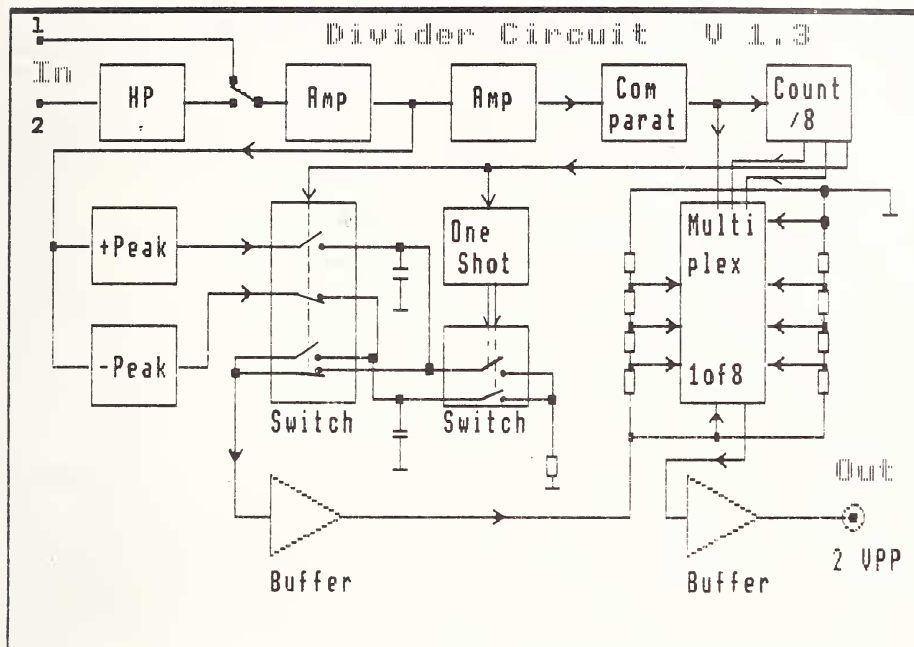 Divider Circuit V 1.3
1
In
2
HP
Amp
Amp
Com
parat
Count
/8
+Peak
-Peak
One
Shot
Multi
plex
1of8
Switch
Switch
Out
2 VPP
Buffer
Buffer